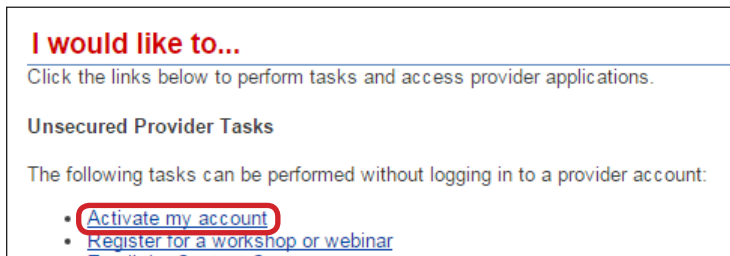 I would like to...
Click the links below to perform tasks and access provider applications.
Unsecured Provider Tasks
The following tasks can be performed without logging in to a provider account:
• Activate my account
• Register for a workshop or webinar